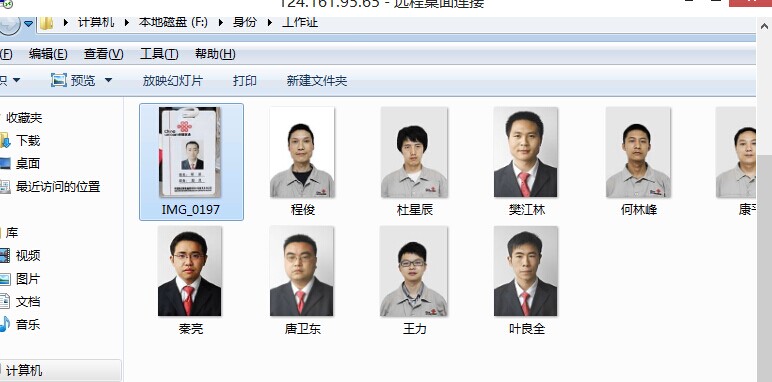 124.161.95.65 - 远程桌面连接
计算机 ▸ 本地磁盘 (F:) ▸ 身份 ▸ 工作证
(F) 编辑(E) 查看(V) 工具(T) 帮助(H)
预览 放映幻灯片 打印 新建文件夹
收藏夹
下载
桌面
最近访问的位置
库
视频
图片
文档
音乐
计算机
China
IMG_0197 程俊 杜星辰 樊江林 何林峰
秦亮 唐卫东 王力 叶良全